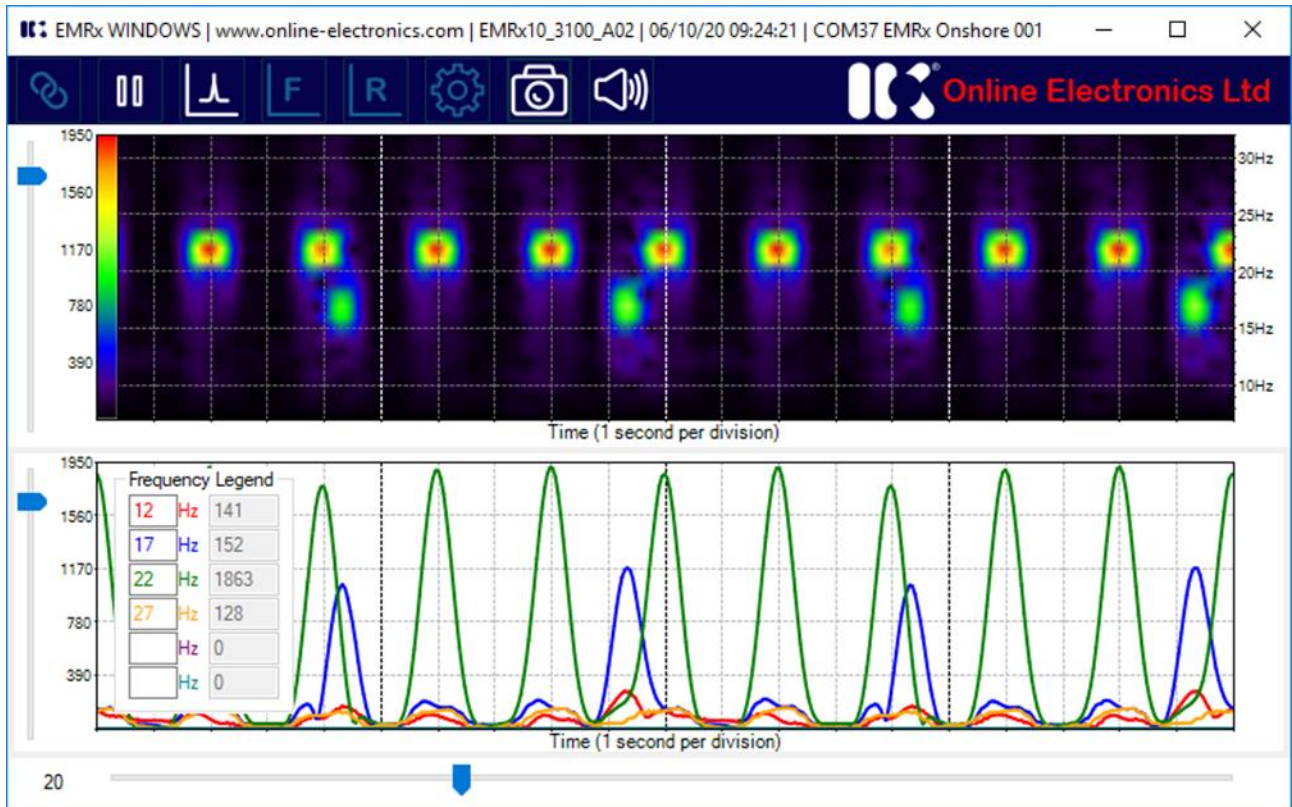 EMRx WINDOWS | www.online-electronics.com | EMRx10_3100_A02 | 06/10/20 09:24:21 | COM37 EMRx Onshore 001
F
R
Online Electronics Ltd
1950
1560
1170
780
390
30Hz
25Hz
20Hz
15Hz
10Hz
Time (1 second per division)
1950
1560
1170
780
390
Frequency Legend
12 Hz 141
17 Hz 152
22 Hz 1863
27 Hz 128
Hz 0
Hz 0
Time (1 second per division)
20